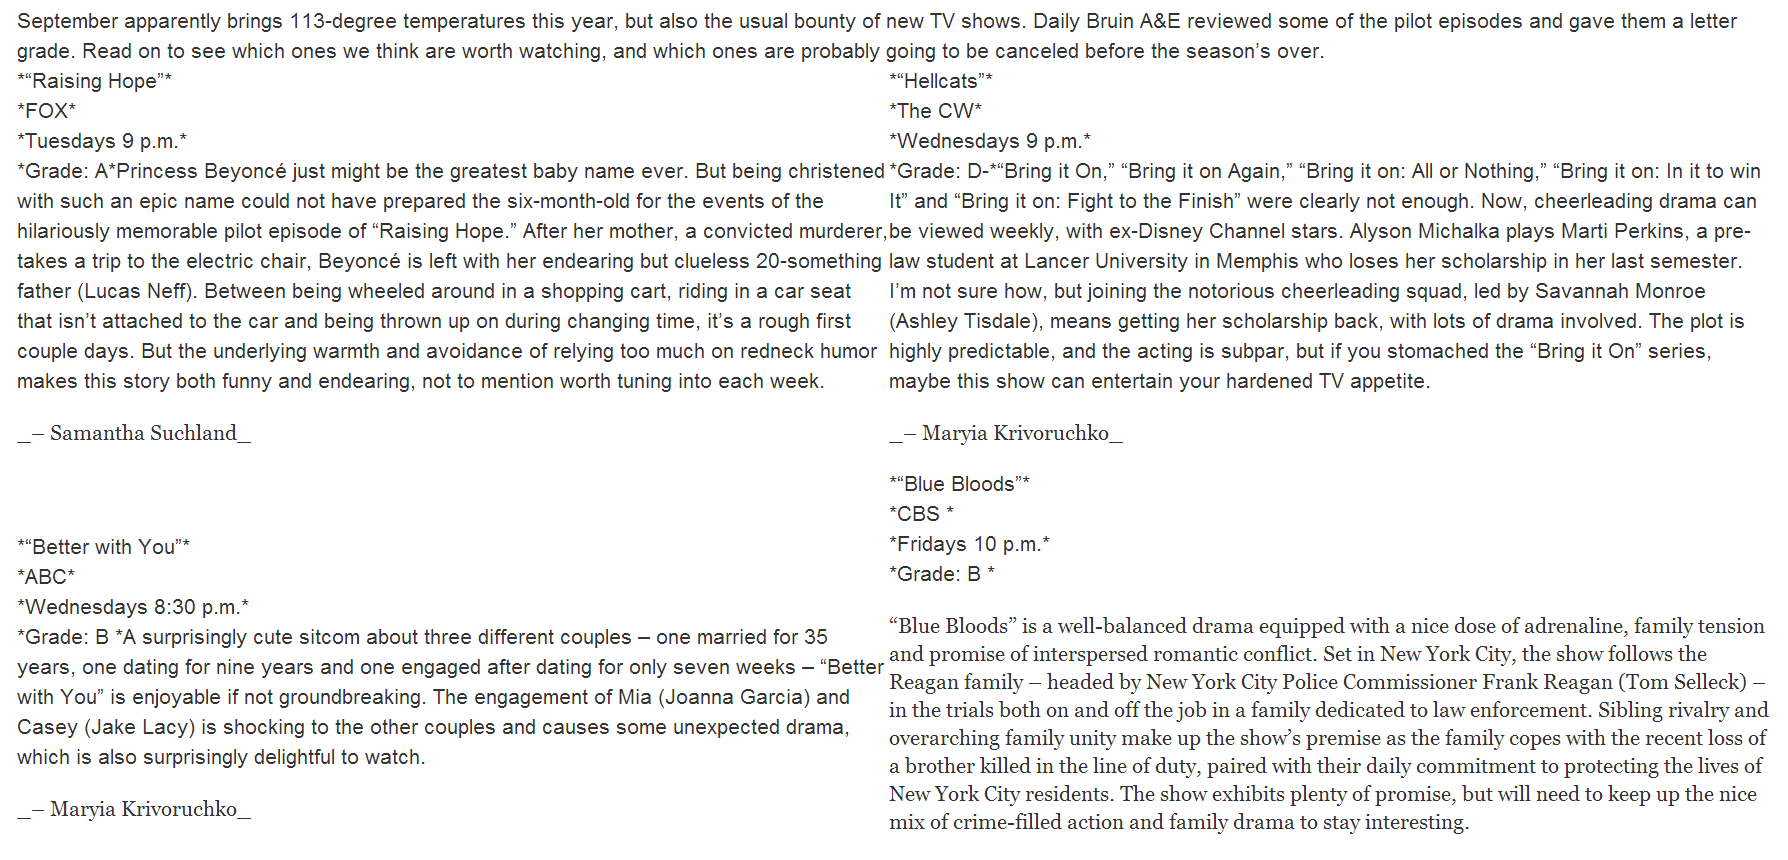 September apparently brings 113-degree temperatures this year, but also the usual bounty of new TV shows. Daily Bruin A&E reviewed some of the pilot episodes and gave them a letter
grade. Read on to see which ones we think are worth watching, and which ones are probably going to be canceled before the season’s over.
*“Raising Hope”*
*FOX*
*Tuesdays 9 p.m.*
*Grade: A*Princess Beyoncé just might be the greatest baby name ever. But being christened
with such an epic name could not have prepared the six-month-old for the events of the
hilariously memorable pilot episode of “Raising Hope.” After her mother, a convicted murderer,
takes a trip to the electric chair, Beyoncé is left with her endearing but clueless 20-something
father (Lucas Neff). Between being wheeled around in a shopping cart, riding in a car seat
that isn’t attached to the car and being thrown up on during changing time, it’s a rough first
couple days. But the underlying warmth and avoidance of relying too much on redneck humor
makes this story both funny and endearing, not to mention worth tuning into each week.
_– Samantha Suchland_
*“Better with You”*
*ABC*
*Wednesdays 8:30 p.m.*
*Grade: B *A surprisingly cute sitcom about three different couples – one married for 35
years, one dating for nine years and one engaged after dating for only seven weeks – “Better
with You” is enjoyable if not groundbreaking. The engagement of Mia (Joanna Garcia) and
Casey (Jake Lacy) is shocking to the other couples and causes some unexpected drama,
which is also surprisingly delightful to watch.
_– Maryia Krivoruchko_
*“Hellcats”*
*The CW*
*Wednesdays 9 p.m.*
*Grade: D-*“Bring it On,” “Bring it on Again,” “Bring it on: All or Nothing,” “Bring it on: In it to win
It” and “Bring it on: Fight to the Finish” were clearly not enough. Now, cheerleading drama can
be viewed weekly, with ex-Disney Channel stars. Alyson Michalka plays Marti Perkins, a pre-
law student at Lancer University in Memphis who loses her scholarship in her last semester.
I’m not sure how, but joining the notorious cheerleading squad, led by Savannah Monroe
(Ashley Tisdale), means getting her scholarship back, with lots of drama involved. The plot is
highly predictable, and the acting is subpar, but if you stomached the “Bring it On” series,
maybe this show can entertain your hardened TV appetite.
_– Maryia Krivoruchko_
*“Blue Bloods”*
*CBS *
*Fridays 10 p.m.*
*Grade: B *
“Blue Bloods” is a well-balanced drama equipped with a nice dose of adrenaline, family tension
and promise of interspersed romantic conflict. Set in New York City, the show follows the
Reagan family – headed by New York City Police Commissioner Frank Reagan (Tom Selleck) –
in the trials both on and off the job in a family dedicated to law enforcement. Sibling rivalry and
overarching family unity make up the show’s premise as the family copes with the recent loss of
a brother killed in the line of duty, paired with their daily commitment to protecting the lives of
New York City residents. The show exhibits plenty of promise, but will need to keep up the nice
mix of crime-filled action and family drama to stay interesting.